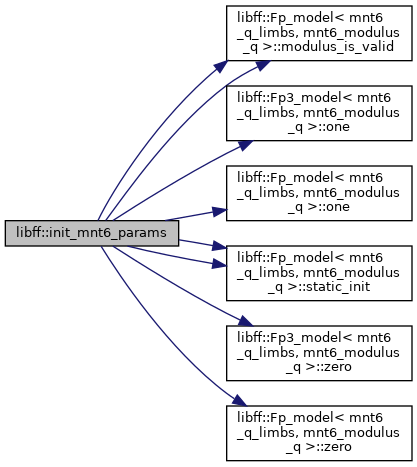 libff::Fp_model< mnt6
_q_limbs, mnt6_modulus
_q >::modulus_is_valid
libff::Fp3_model< mnt6
_q_limbs, mnt6_modulus
_q >::one
libff::Fp_model< mnt6
_q_limbs, mnt6_modulus
_q >::one
libff::init_mnt6_params
libff::Fp_model< mnt6
_q_limbs, mnt6_modulus
_q >::static_init
libff::Fp3_model< mnt6
_q_limbs, mnt6_modulus
_q >::zero
libff::Fp_model< mnt6
_q_limbs, mnt6_modulus
_q >::zero